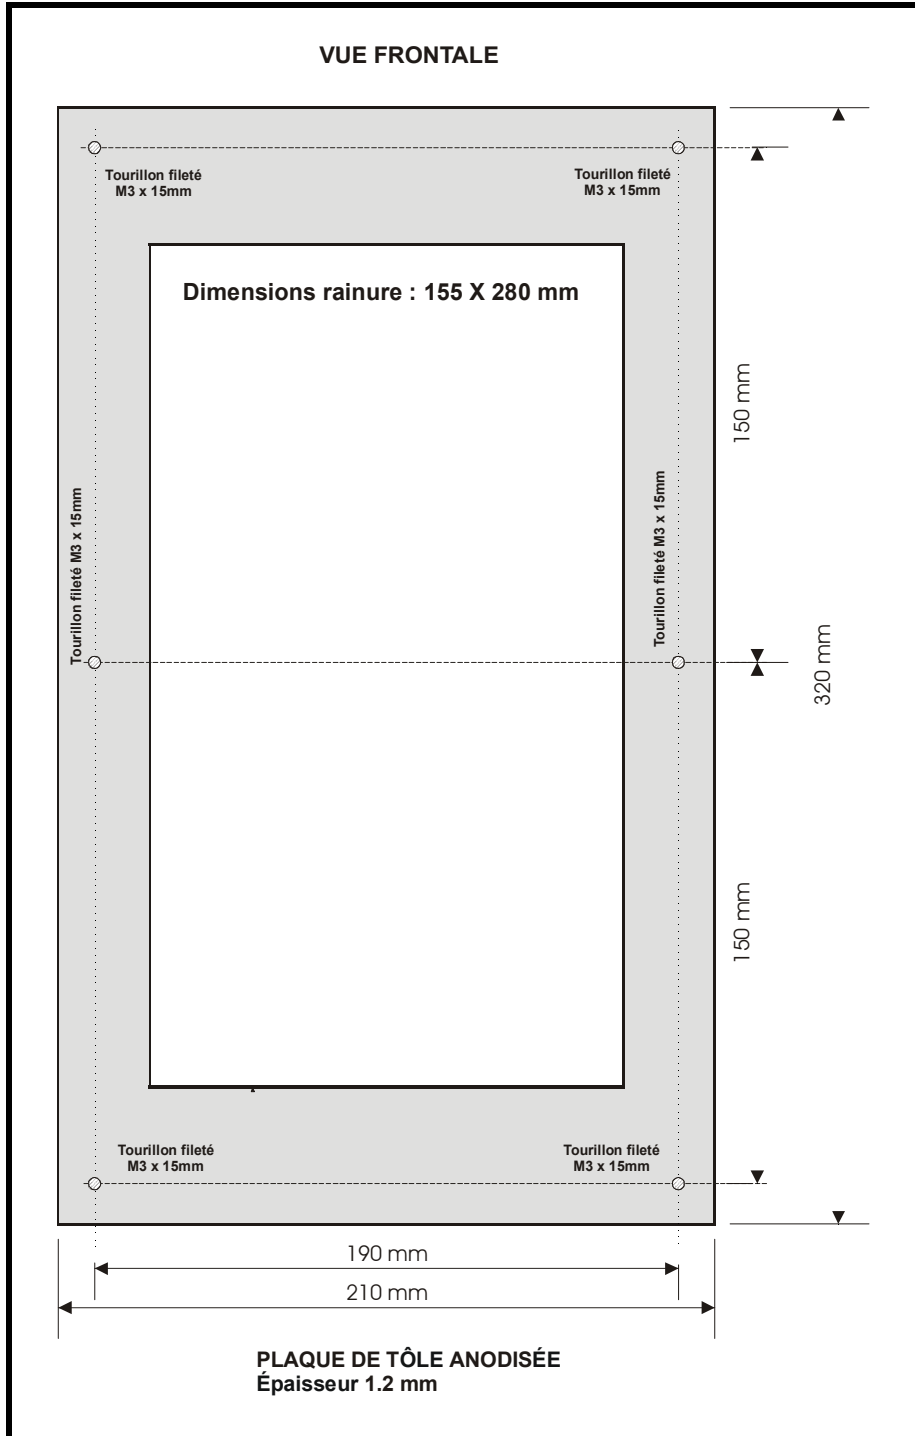 VUE FRONTALE
Tourillon fileté
M3 x 15mm
Tourillon fileté
M3 x 15mm
Dimensions rainure : 155 X 280 mm
150 mm
Tourillon fileté M3 x 15mm
Tourillon fileté M3 x 15mm
320 mm
150 mm
Tourillon fileté
M3 x 15mm
Tourillon fileté
M3 x 15mm
190 mm
210 mm
PLAQUE DE TÔLE ANODISÉE
Épaisseur 1.2 mm